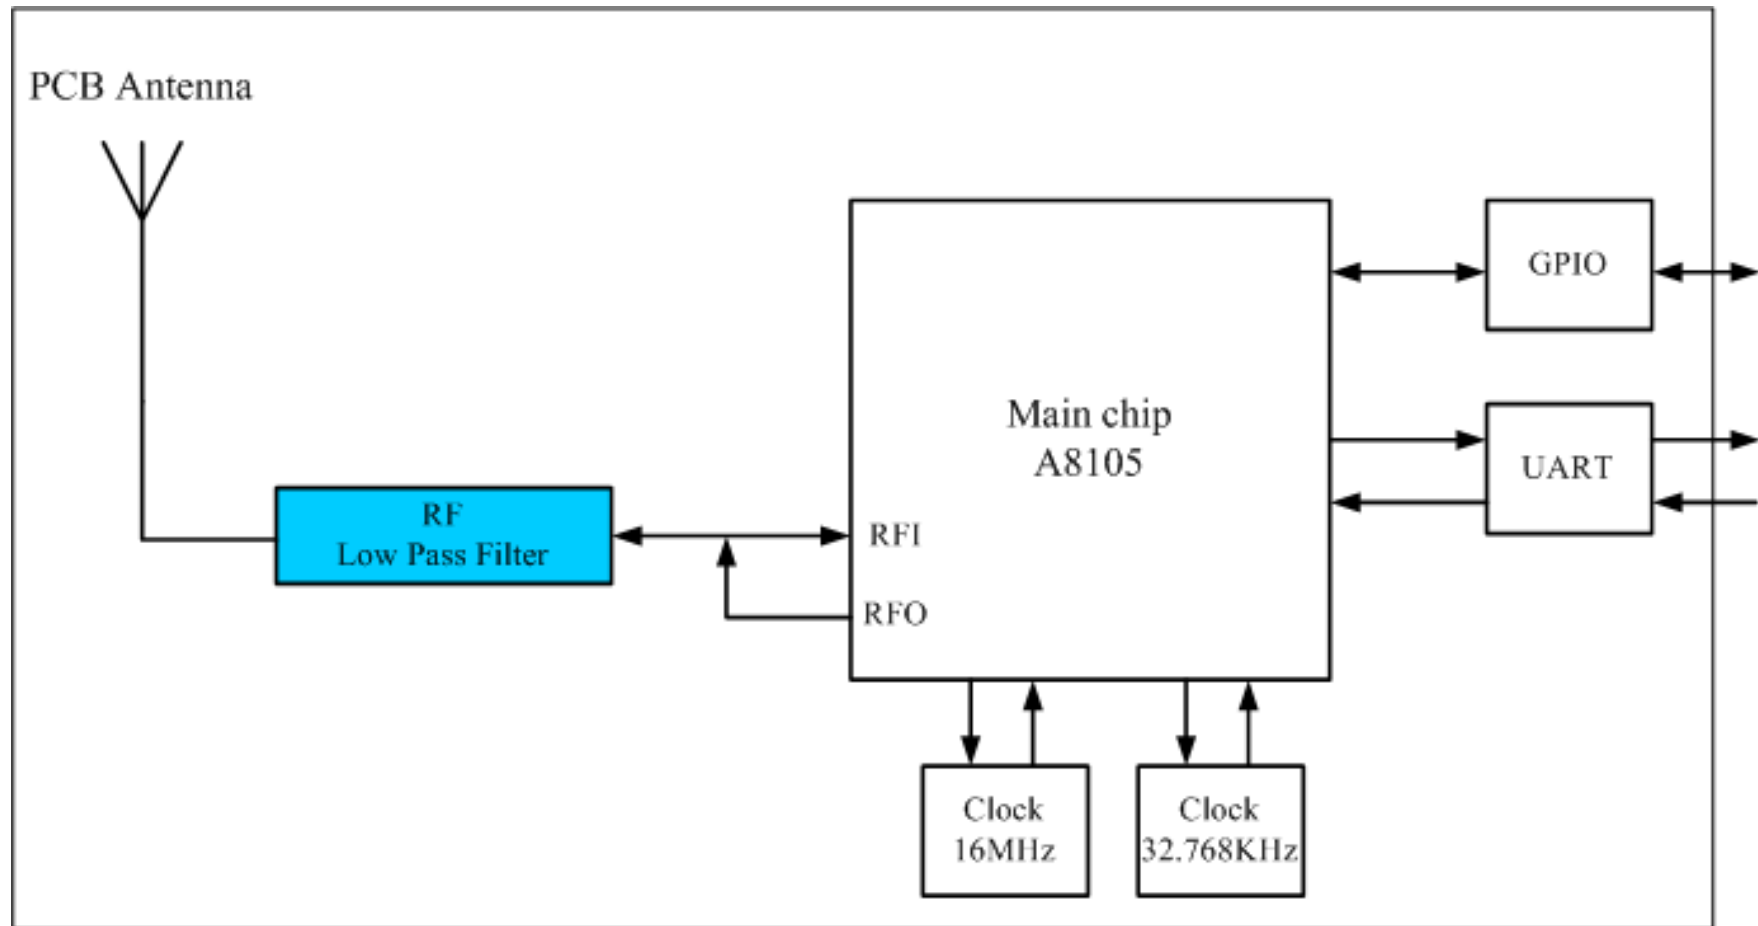 PCB Antenna
GPIO
Main chip
A8105
UART
RF
Low Pass Filter
RFI
RFO
Clock
16MHz
Clock
32.768KHz